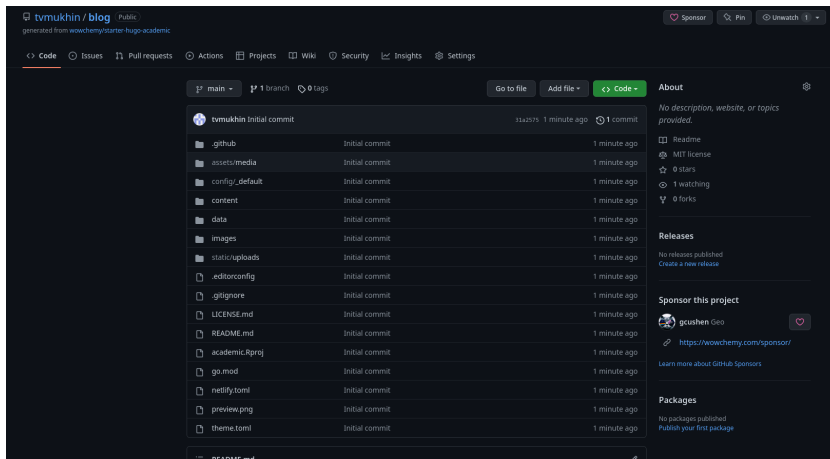 tvmukhin / blog Public
Sponsor Pin Unwatch 1
generated from wowchemy/starter-hugo-academic
Code Issues Pull requests Actions Projects Wiki Security Insights Settings
main 1 branch 0 tags Go to file Add file Code
tvmukhin Initial commit 31a2575 1 minute ago 1 commit
.github Initial commit 1 minute ago
assets/media Initial commit 1 minute ago
config/_default Initial commit 1 minute ago
content Initial commit 1 minute ago
data Initial commit 1 minute ago
images Initial commit 1 minute ago
static/uploads Initial commit 1 minute ago
.editorconfig Initial commit 1 minute ago
.gitignore Initial commit 1 minute ago
LICENSE.md Initial commit 1 minute ago
README.md Initial commit 1 minute ago
academic.Rproj Initial commit 1 minute ago
go.mod Initial commit 1 minute ago
netlify.toml Initial commit 1 minute ago
preview.png Initial commit 1 minute ago
theme.toml Initial commit 1 minute ago
README.md
About
No description, website, or topics
provided.
Readme
MIT license
0 stars
1 watching
0 forks
Releases
No releases published
Create a new release
Sponsor this project
gcushen Geo
https://wowchemy.com/sponsor/
Learn more about GitHub Sponsors
Packages
No packages published
Publish your first package